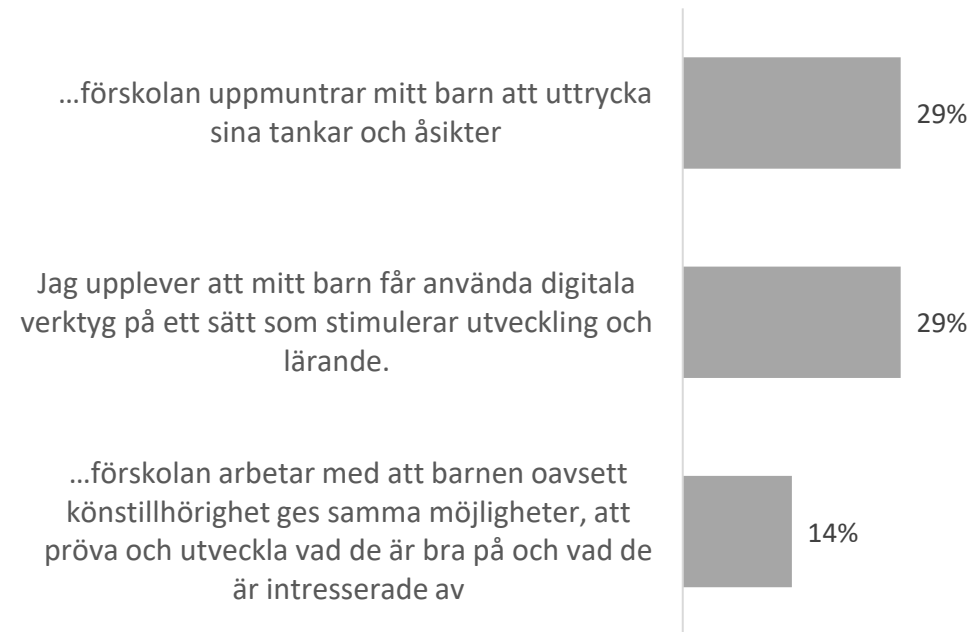 ...förskolan uppmuntrar mitt barn att uttrycka
sina tankar och åsikter
29%
Jag upplever att mitt barn får använda digitala
verktyg på ett sätt som stimulerar utveckling och
lärande.
29%
...förskolan arbetar med att barnen oavsett
könstillhörighet ges samma möjligheter, att
pröva och utveckla vad de är bra på och vad de
är intresserade av
14%